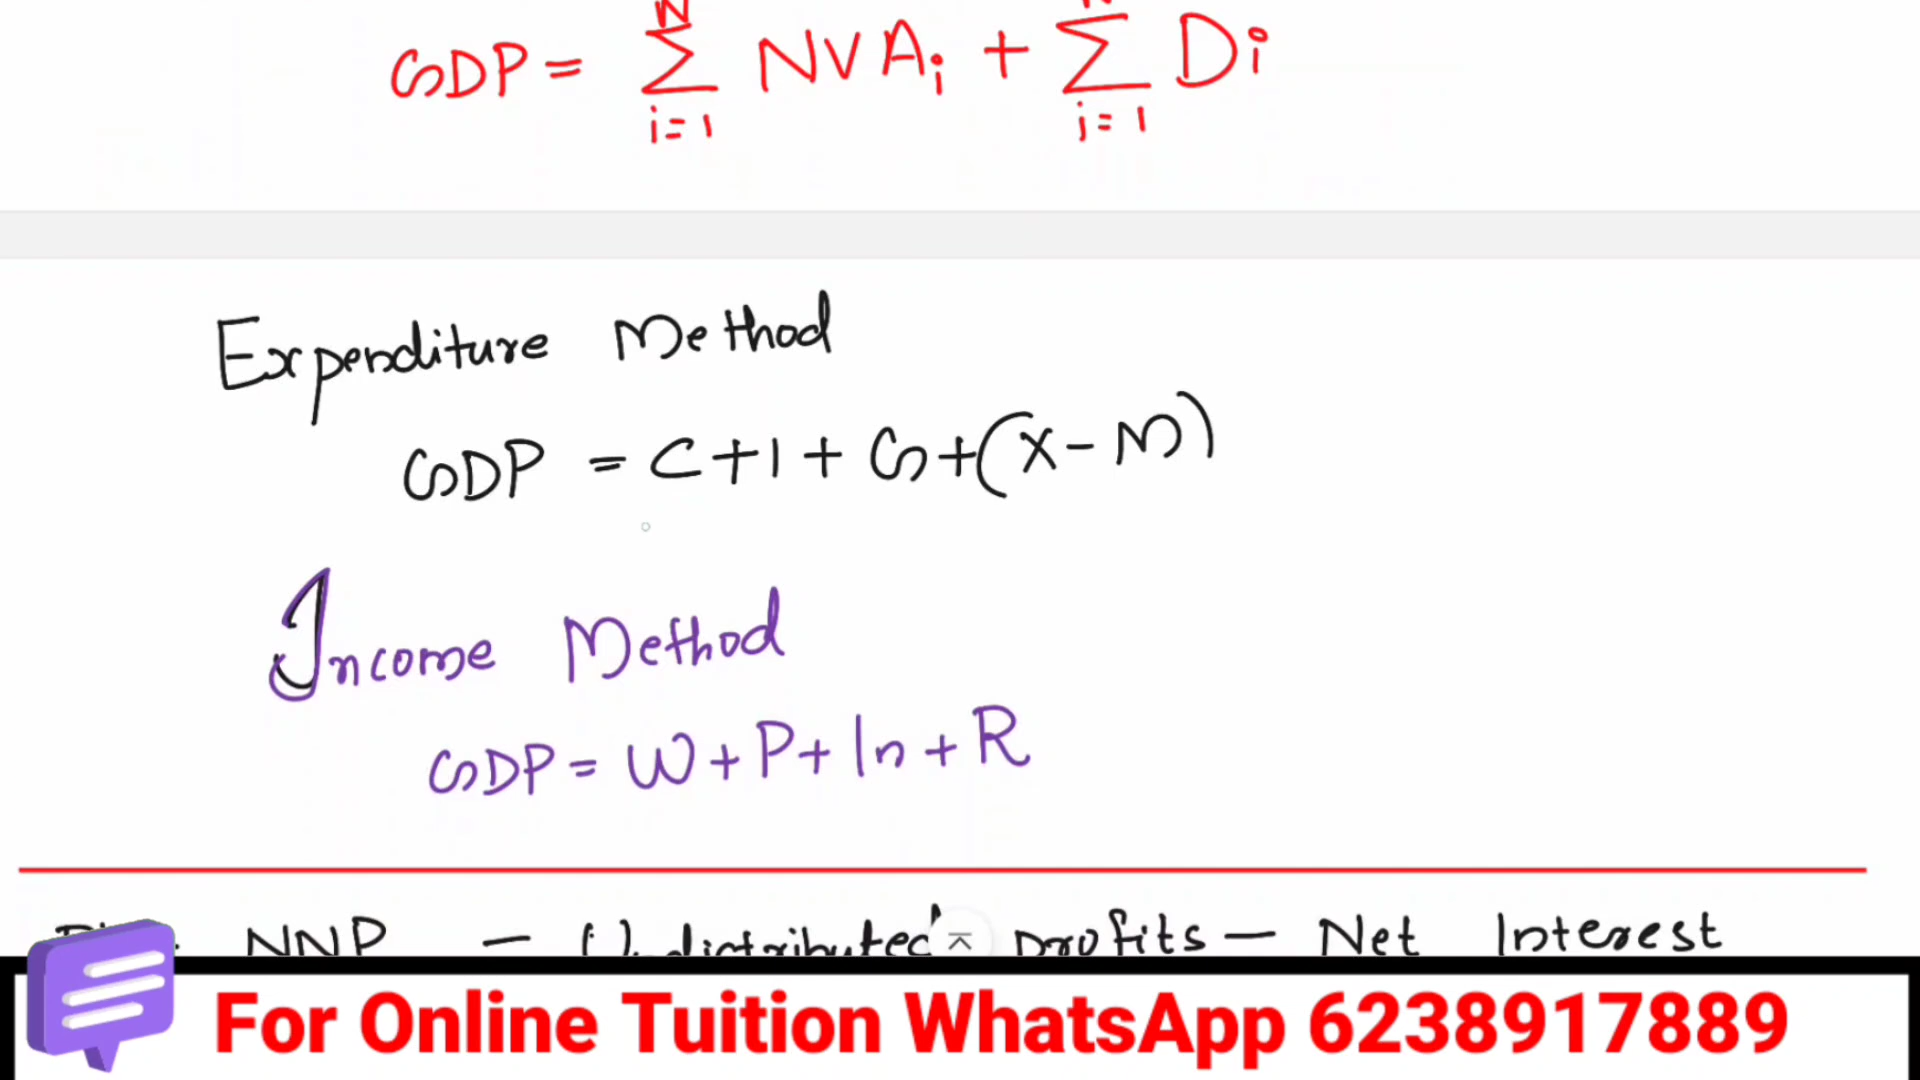 N N
GDP = ∑ NVAi + ∑ Di
i=1 i=1
Expenditure Method
GDP = C+I+G+(X-M)
Income Method
GDP = W+P+In+R
NNP - Undistributed profits - Net Interest
For Online Tuition WhatsApp 6238917889